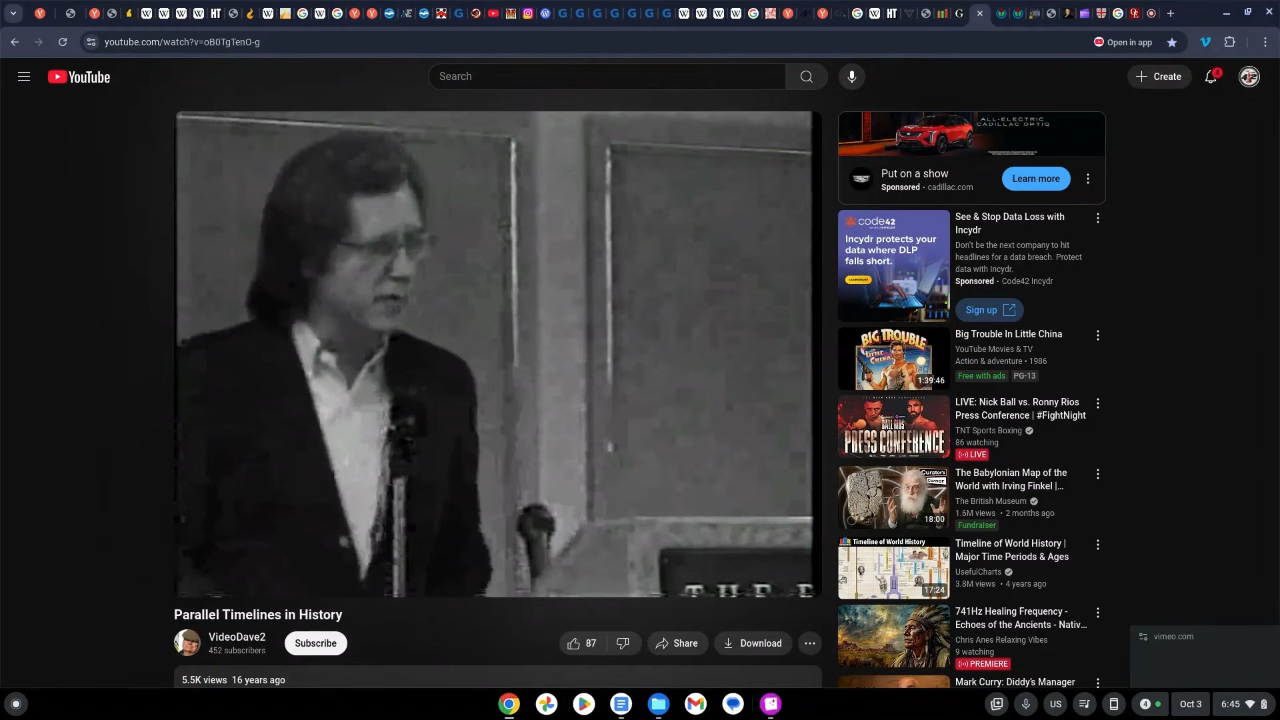 HT
HT
youtube.com/watch?v=oB0TgTenO-g
Open in app
YouTube
Search
Create
4
ALL-ELECTRIC
CADILLAC OPTIQ
Put on a show
Sponsored · cadillac.com
Learn more
code42
Incydr protects your
data where DLP
falls short.
See & Stop Data Loss with
Incydr
Don't be the next company to hit
headlines for a data breach. Protect
data with Incydr.
Sponsored · Code42 Incydr
Sign up
BIG TROUBLE
IN LITTLE CHINA
1:39:46
Big Trouble In Little China
YouTube Movies & TV
Action & adventure • 1986
Free with ads PG-13
PRESS CONFERENCE
LIVE: Nick Ball vs. Ronny Rios
Press Conference | #FightNight
TNT Sports Boxing
86 watching
LIVE
Curator's
Corner
18:00
The Babylonian Map of the
World with Irving Finkel |…
The British Museum
1.6M views • 2 months ago
Fundraiser
Timeline of World History
17:24
Timeline of World History |
Major Time Periods & Ages
UsefulCharts
3.8M views • 4 years ago
741Hz Healing Frequency -
Echoes of the Ancients - Nativ…
Chris Anes Relaxing Vibes
9 watching
PREMIERE
Mark Curry: Diddy's Manager
Parallel Timelines in History
VideoDave2
452 subscribers
Subscribe
87
Share
Download
5.5K views 16 years ago
vimeo.com
US
4
Oct 3
6:45